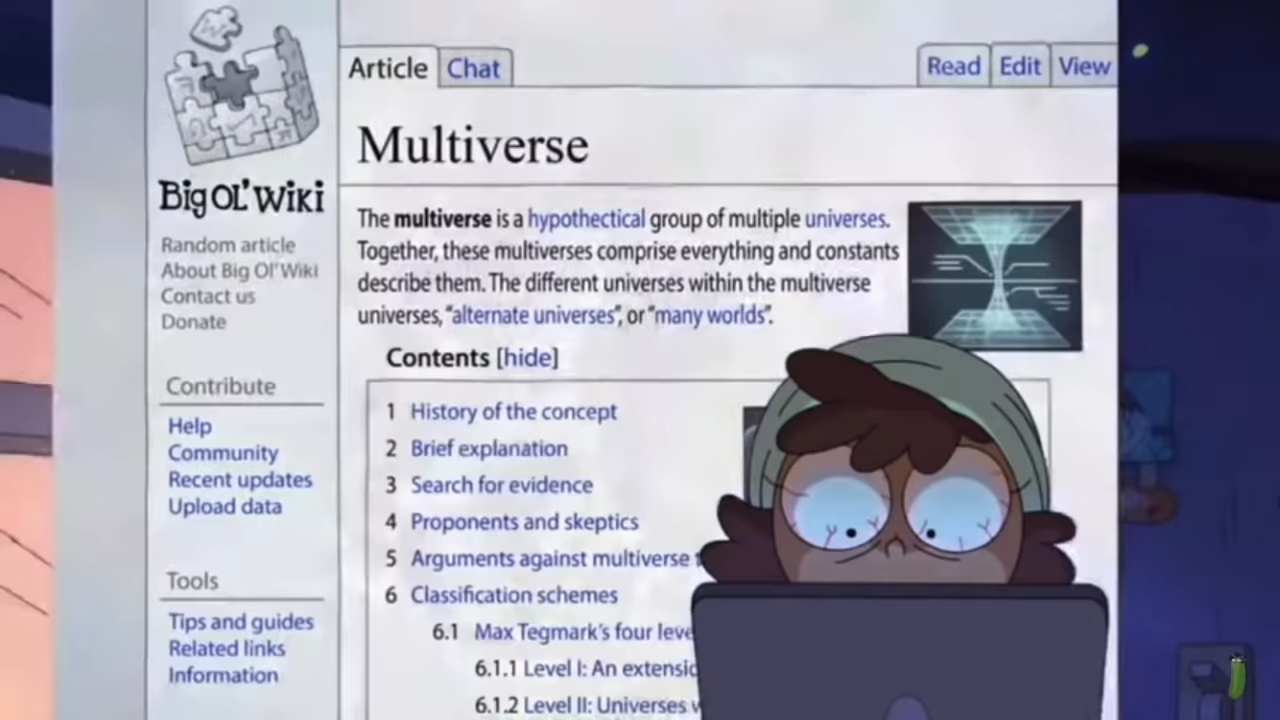 Article Chat Read Edit View
Big OL' Wiki
Multiverse
The multiverse is a hypothectical group of multiple universes.
Together, these multiverses comprise everything and constants
describe them. The different universes within the multiverse
universes, "alternate universes", or "many worlds".
Random article
About Big Ol' Wiki
Contact us
Donate
Contribute
Help
Community
Recent updates
Upload data
Tools
Tips and guides
Related links
Information
Contents [hide]
1 History of the concept
2 Brief explanation
3 Search for evidence
4 Proponents and skeptics
5 Arguments against multiverse
6 Classification schemes
6.1 Max Tegmark's four
6.1.1 Level I: An
6.1.2 Level II: Universes